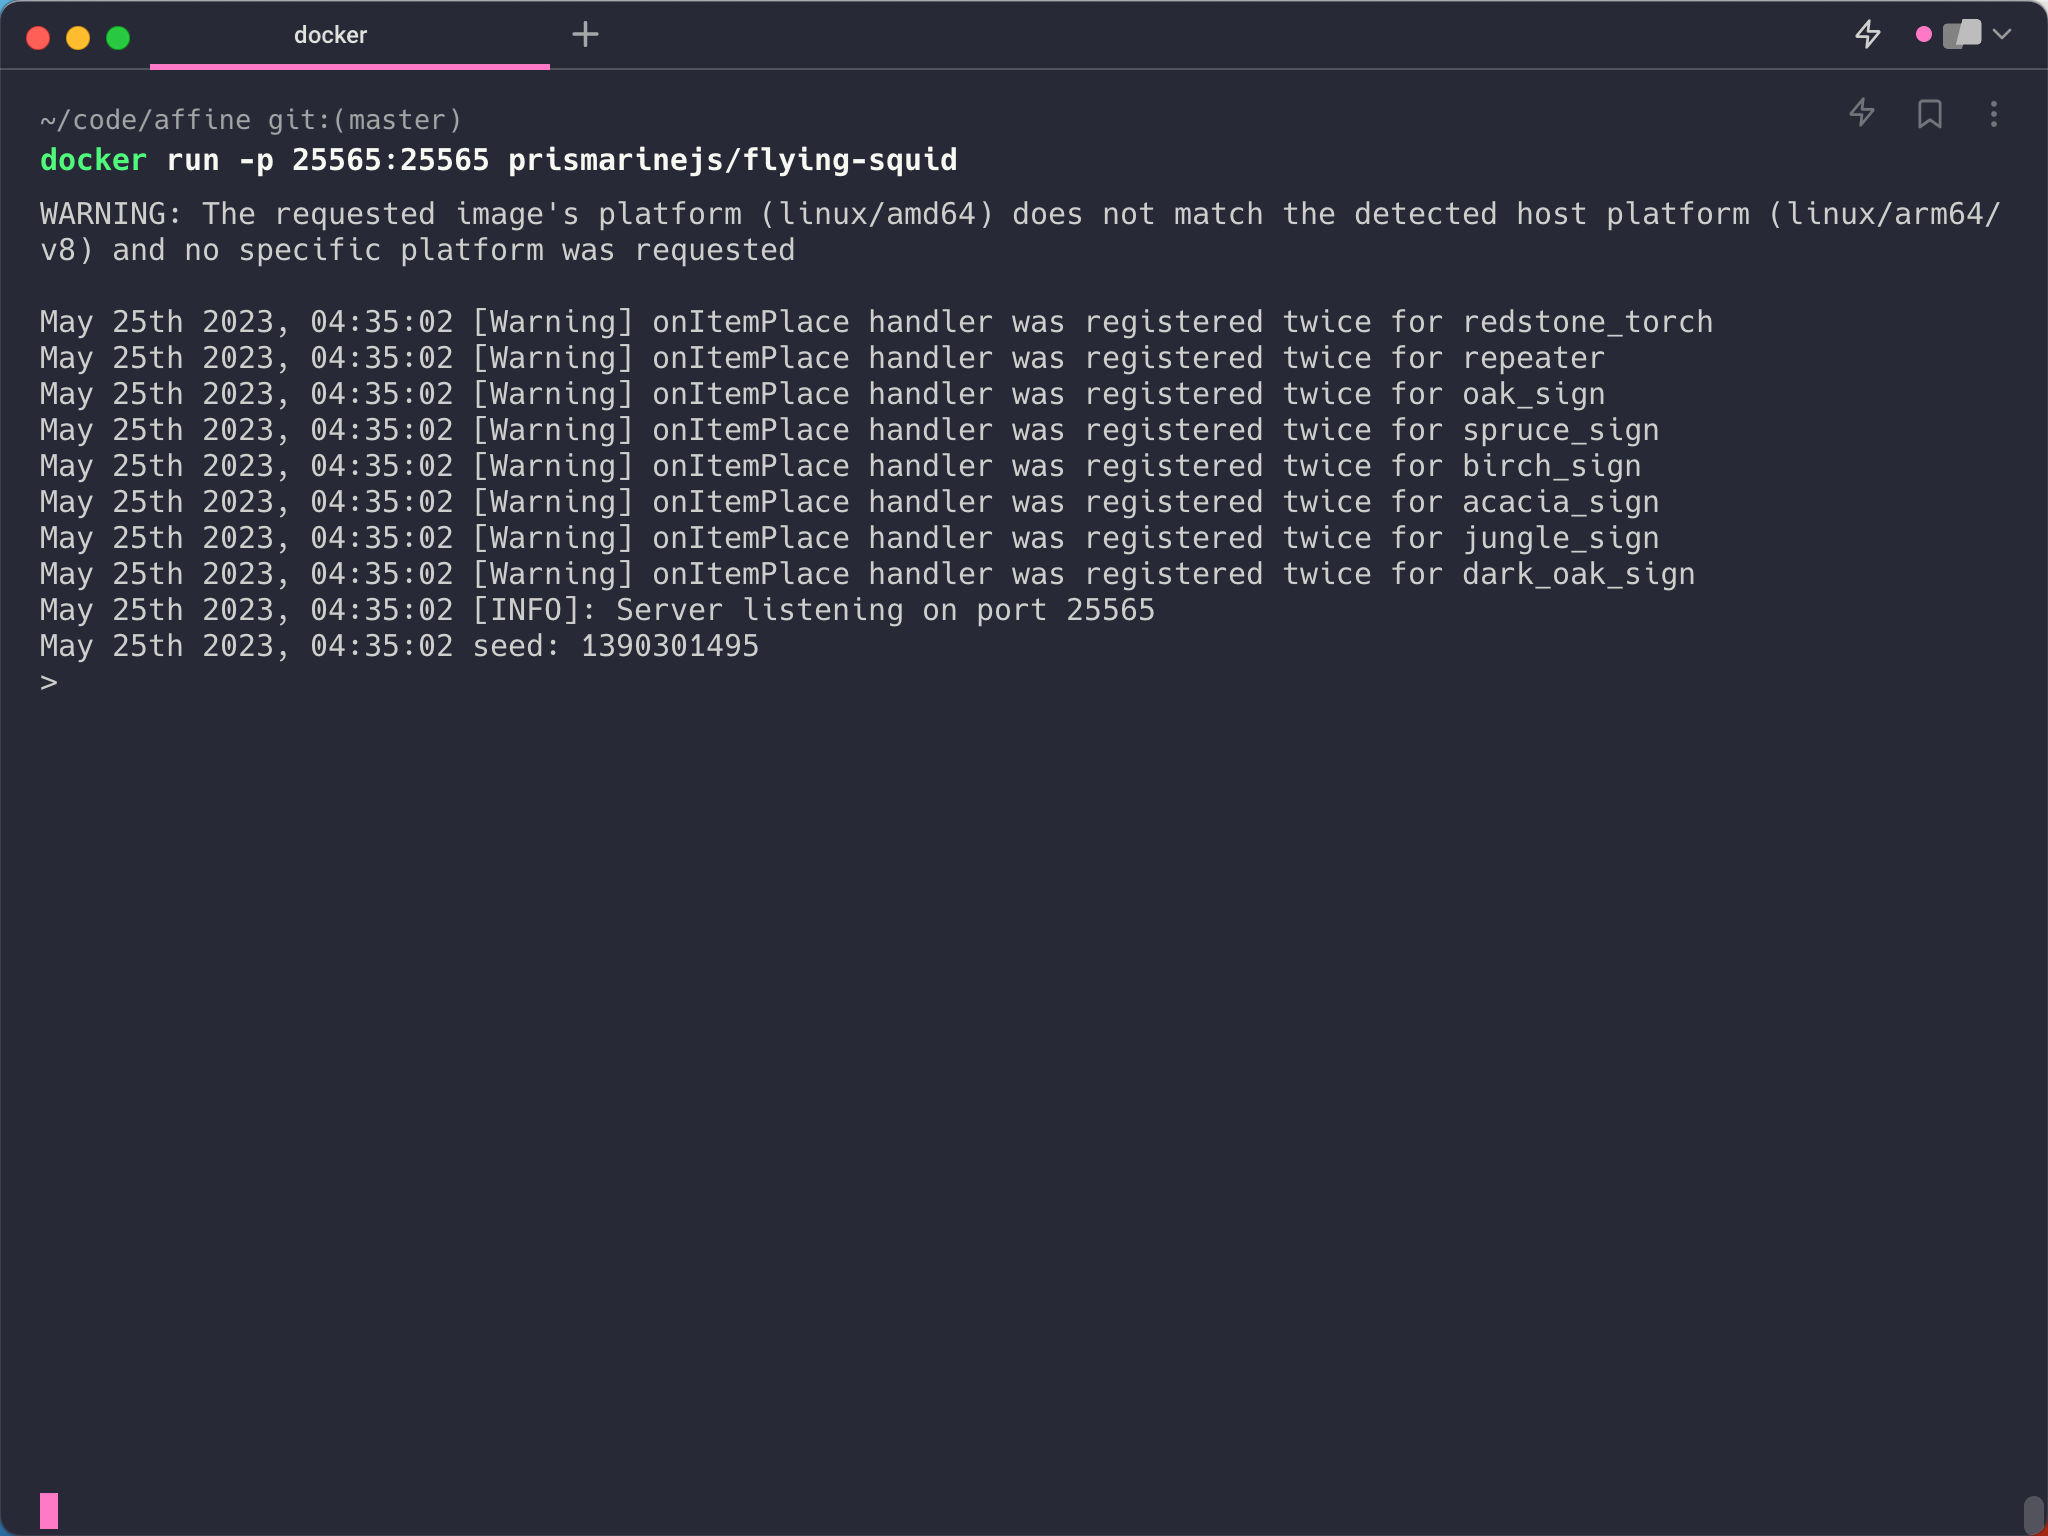 docker
~/code/affine git:(master)
docker run -p 25565:25565 prismarinejs/flying-squid
WARNING: The requested image's platform (linux/amd64) does not match the detected host platform (linux/arm64/
v8) and no specific platform was requested
May 25th 2023, 04:35:02 [Warning] onItemPlace handler was registered twice for redstone_torch
May 25th 2023, 04:35:02 [Warning] onItemPlace handler was registered twice for repeater
May 25th 2023, 04:35:02 [Warning] onItemPlace handler was registered twice for oak_sign
May 25th 2023, 04:35:02 [Warning] onItemPlace handler was registered twice for spruce_sign
May 25th 2023, 04:35:02 [Warning] onItemPlace handler was registered twice for birch_sign
May 25th 2023, 04:35:02 [Warning] onItemPlace handler was registered twice for acacia_sign
May 25th 2023, 04:35:02 [Warning] onItemPlace handler was registered twice for jungle_sign
May 25th 2023, 04:35:02 [Warning] onItemPlace handler was registered twice for dark_oak_sign
May 25th 2023, 04:35:02 [INFO]: Server listening on port 25565
May 25th 2023, 04:35:02 seed: 1390301495
>